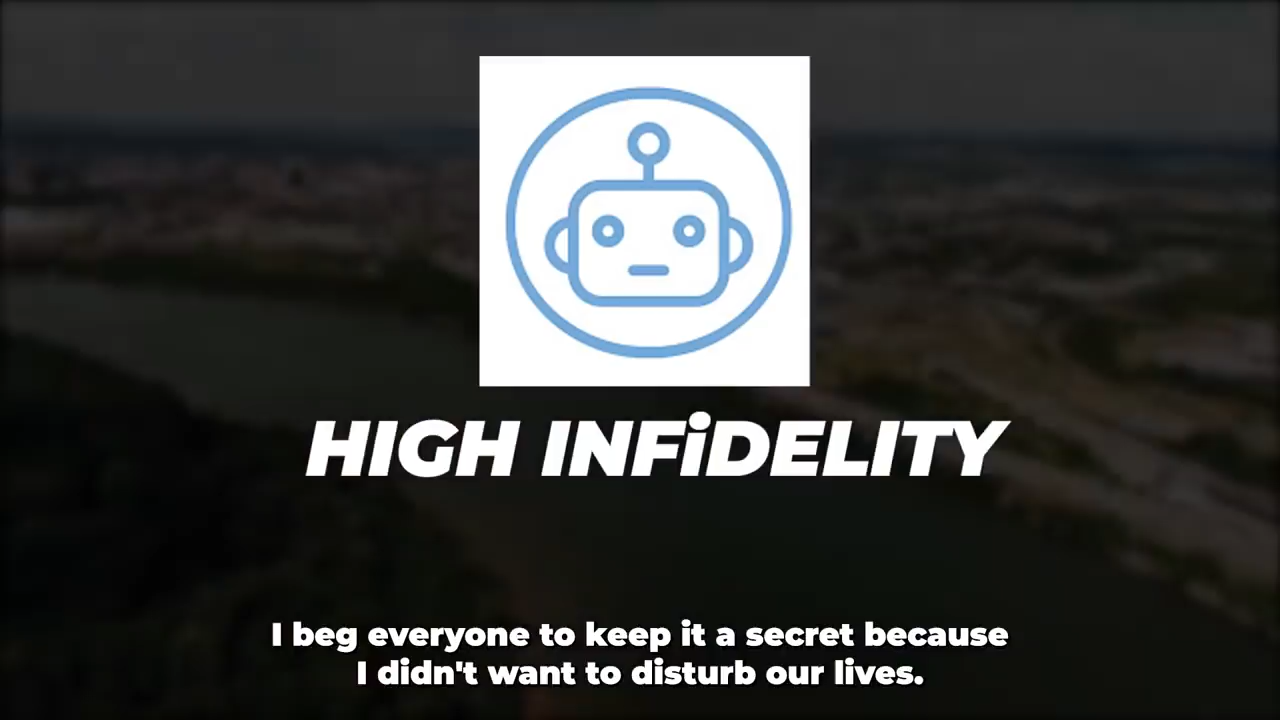 HIGH INFiDELITY
I beg everyone to keep it a secret because
I didn't want to disturb our lives.